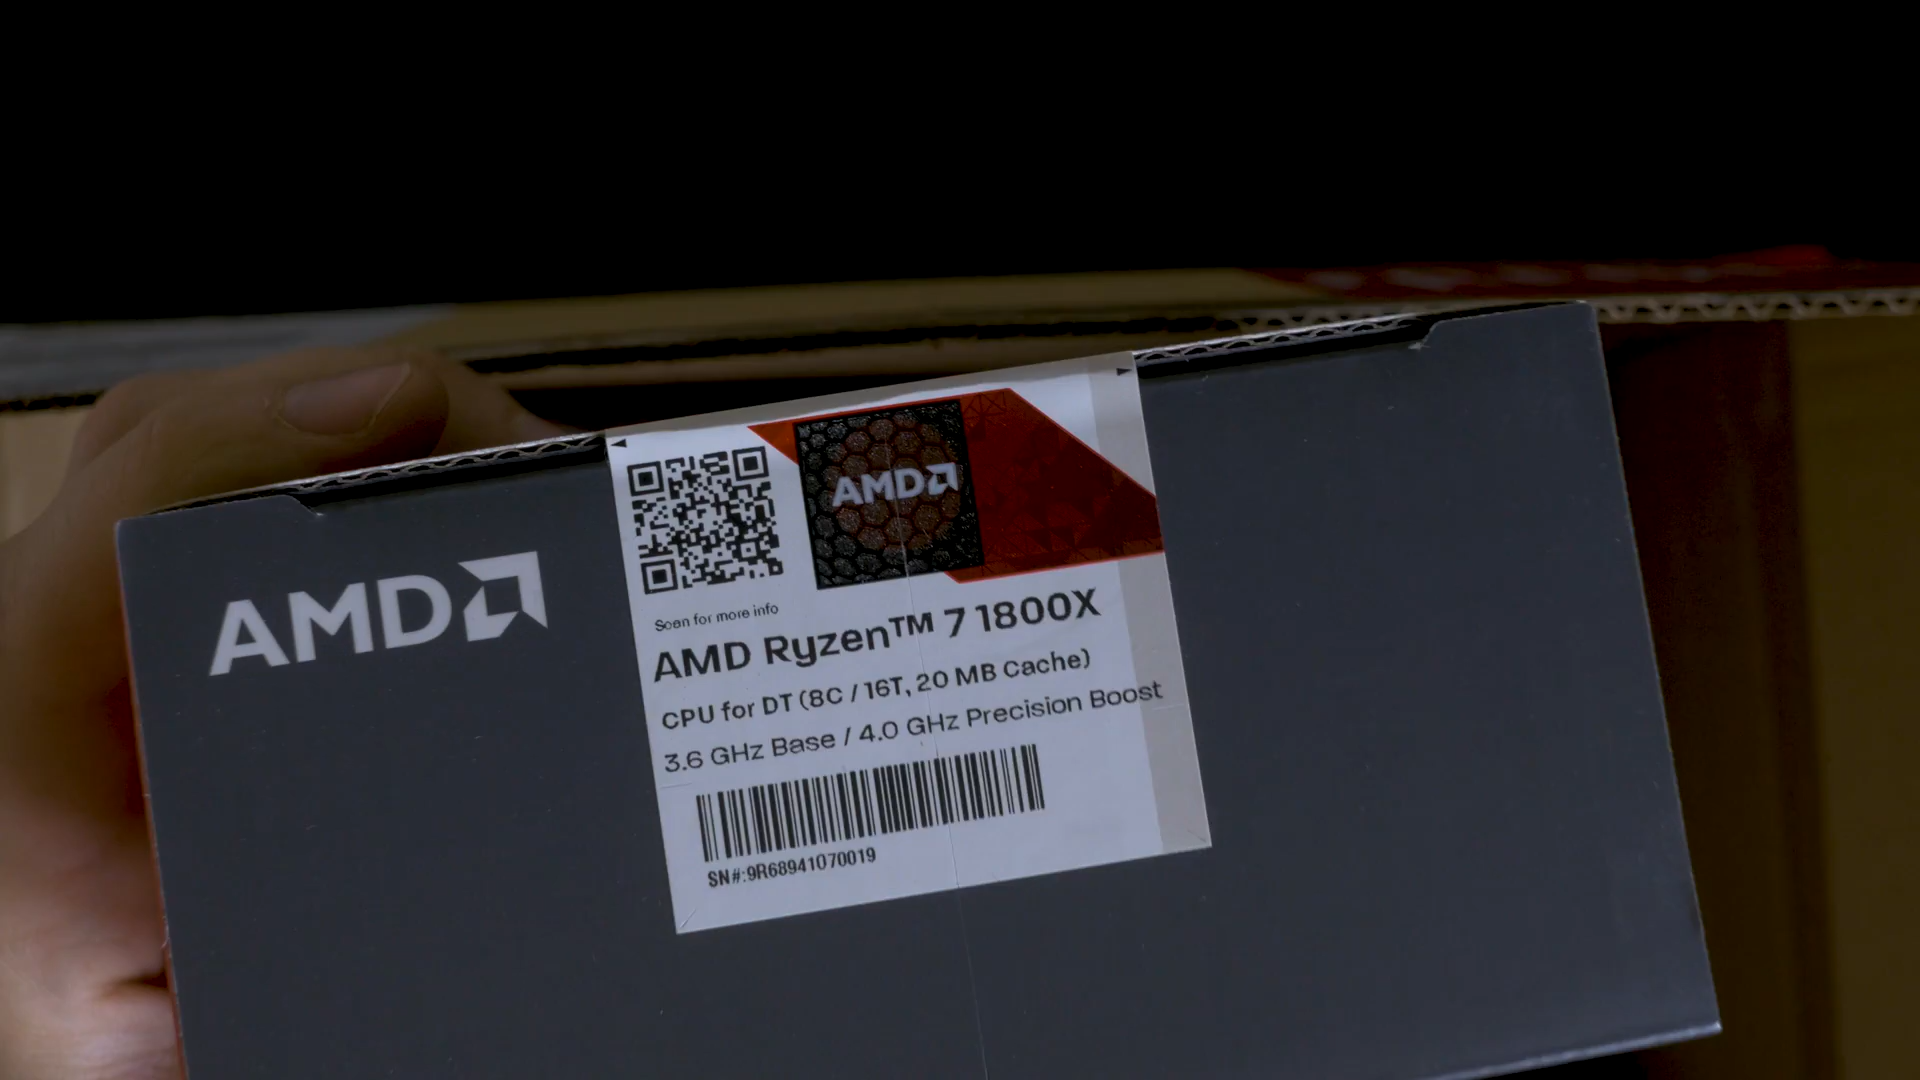 AMD
AMD
Scan for more info
AMD Ryzen™ 7 1800X
CPU for DT (8C / 16T, 20 MB Cache)
3.6 GHz Base / 4.0 GHz Precision Boost
SN#:9R68941070019